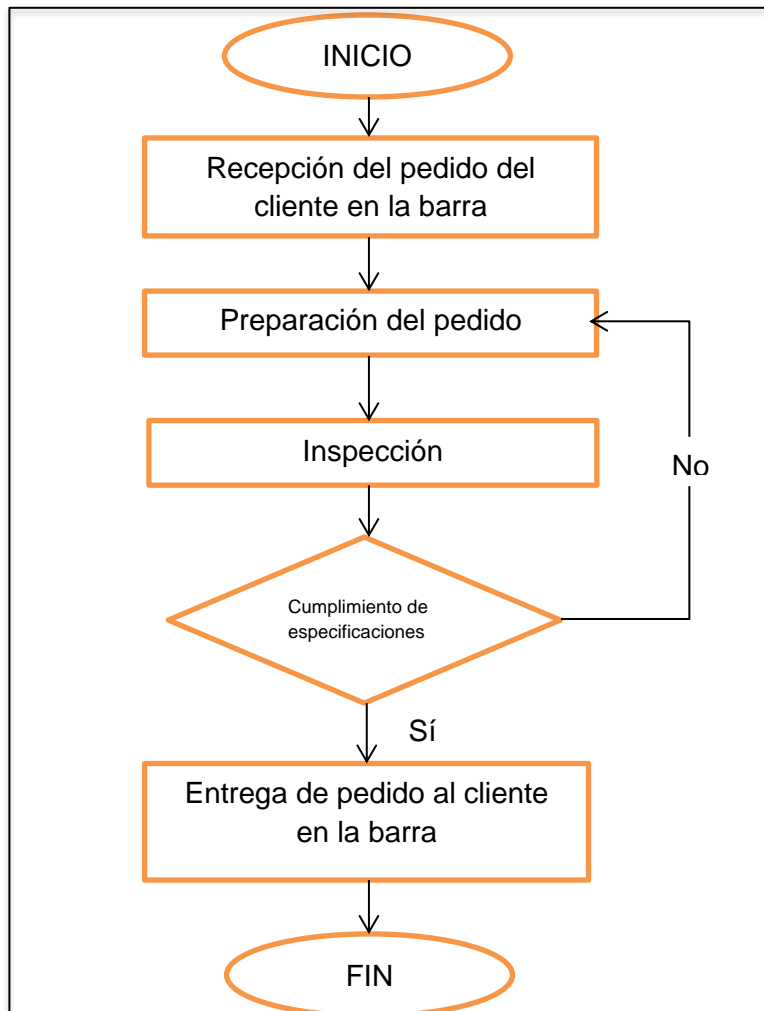 INICIO
Recepción del pedido del
cliente en la barra
Preparación del pedido
Inspección
No
Cumplimiento de
especificaciones
Sí
Entrega de pedido al cliente
en la barra
FIN